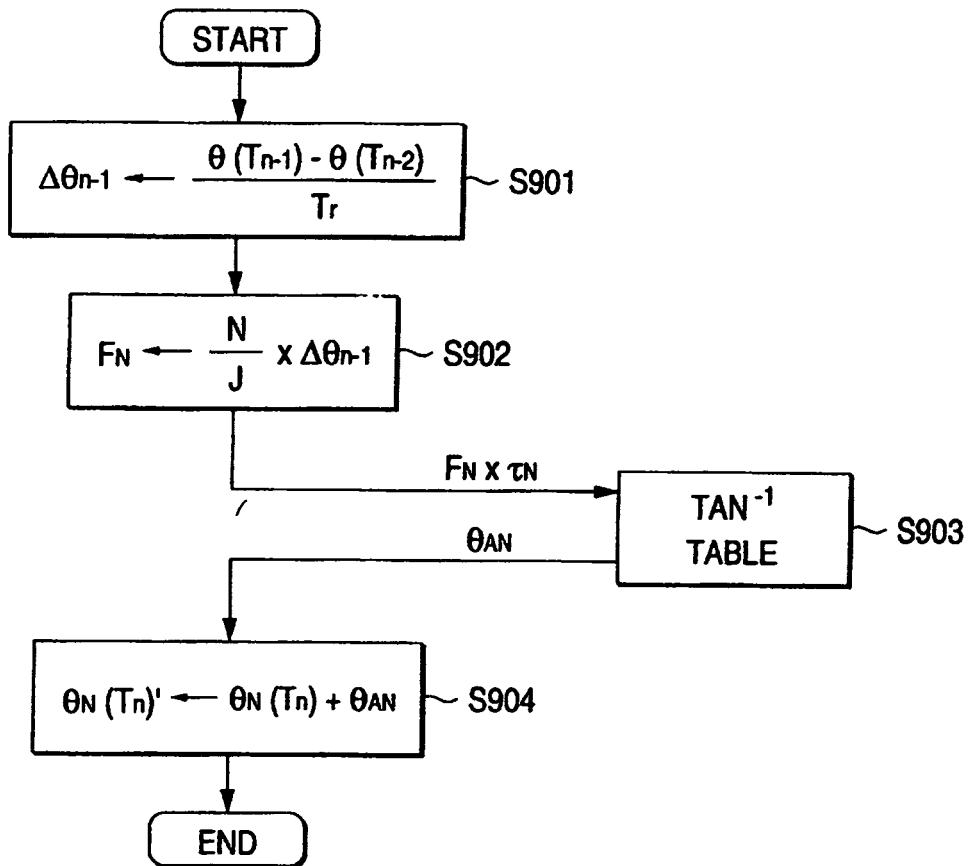 START
Δθn-1 ← θ (Tn-1) - θ (Tn-2) / Tr
S901
FN ← N / J x Δθn-1
S902
FN x τN
TAN⁻¹
TABLE
S903
θAN
θN (Tn)' ← θN (Tn) + θAN
S904
END